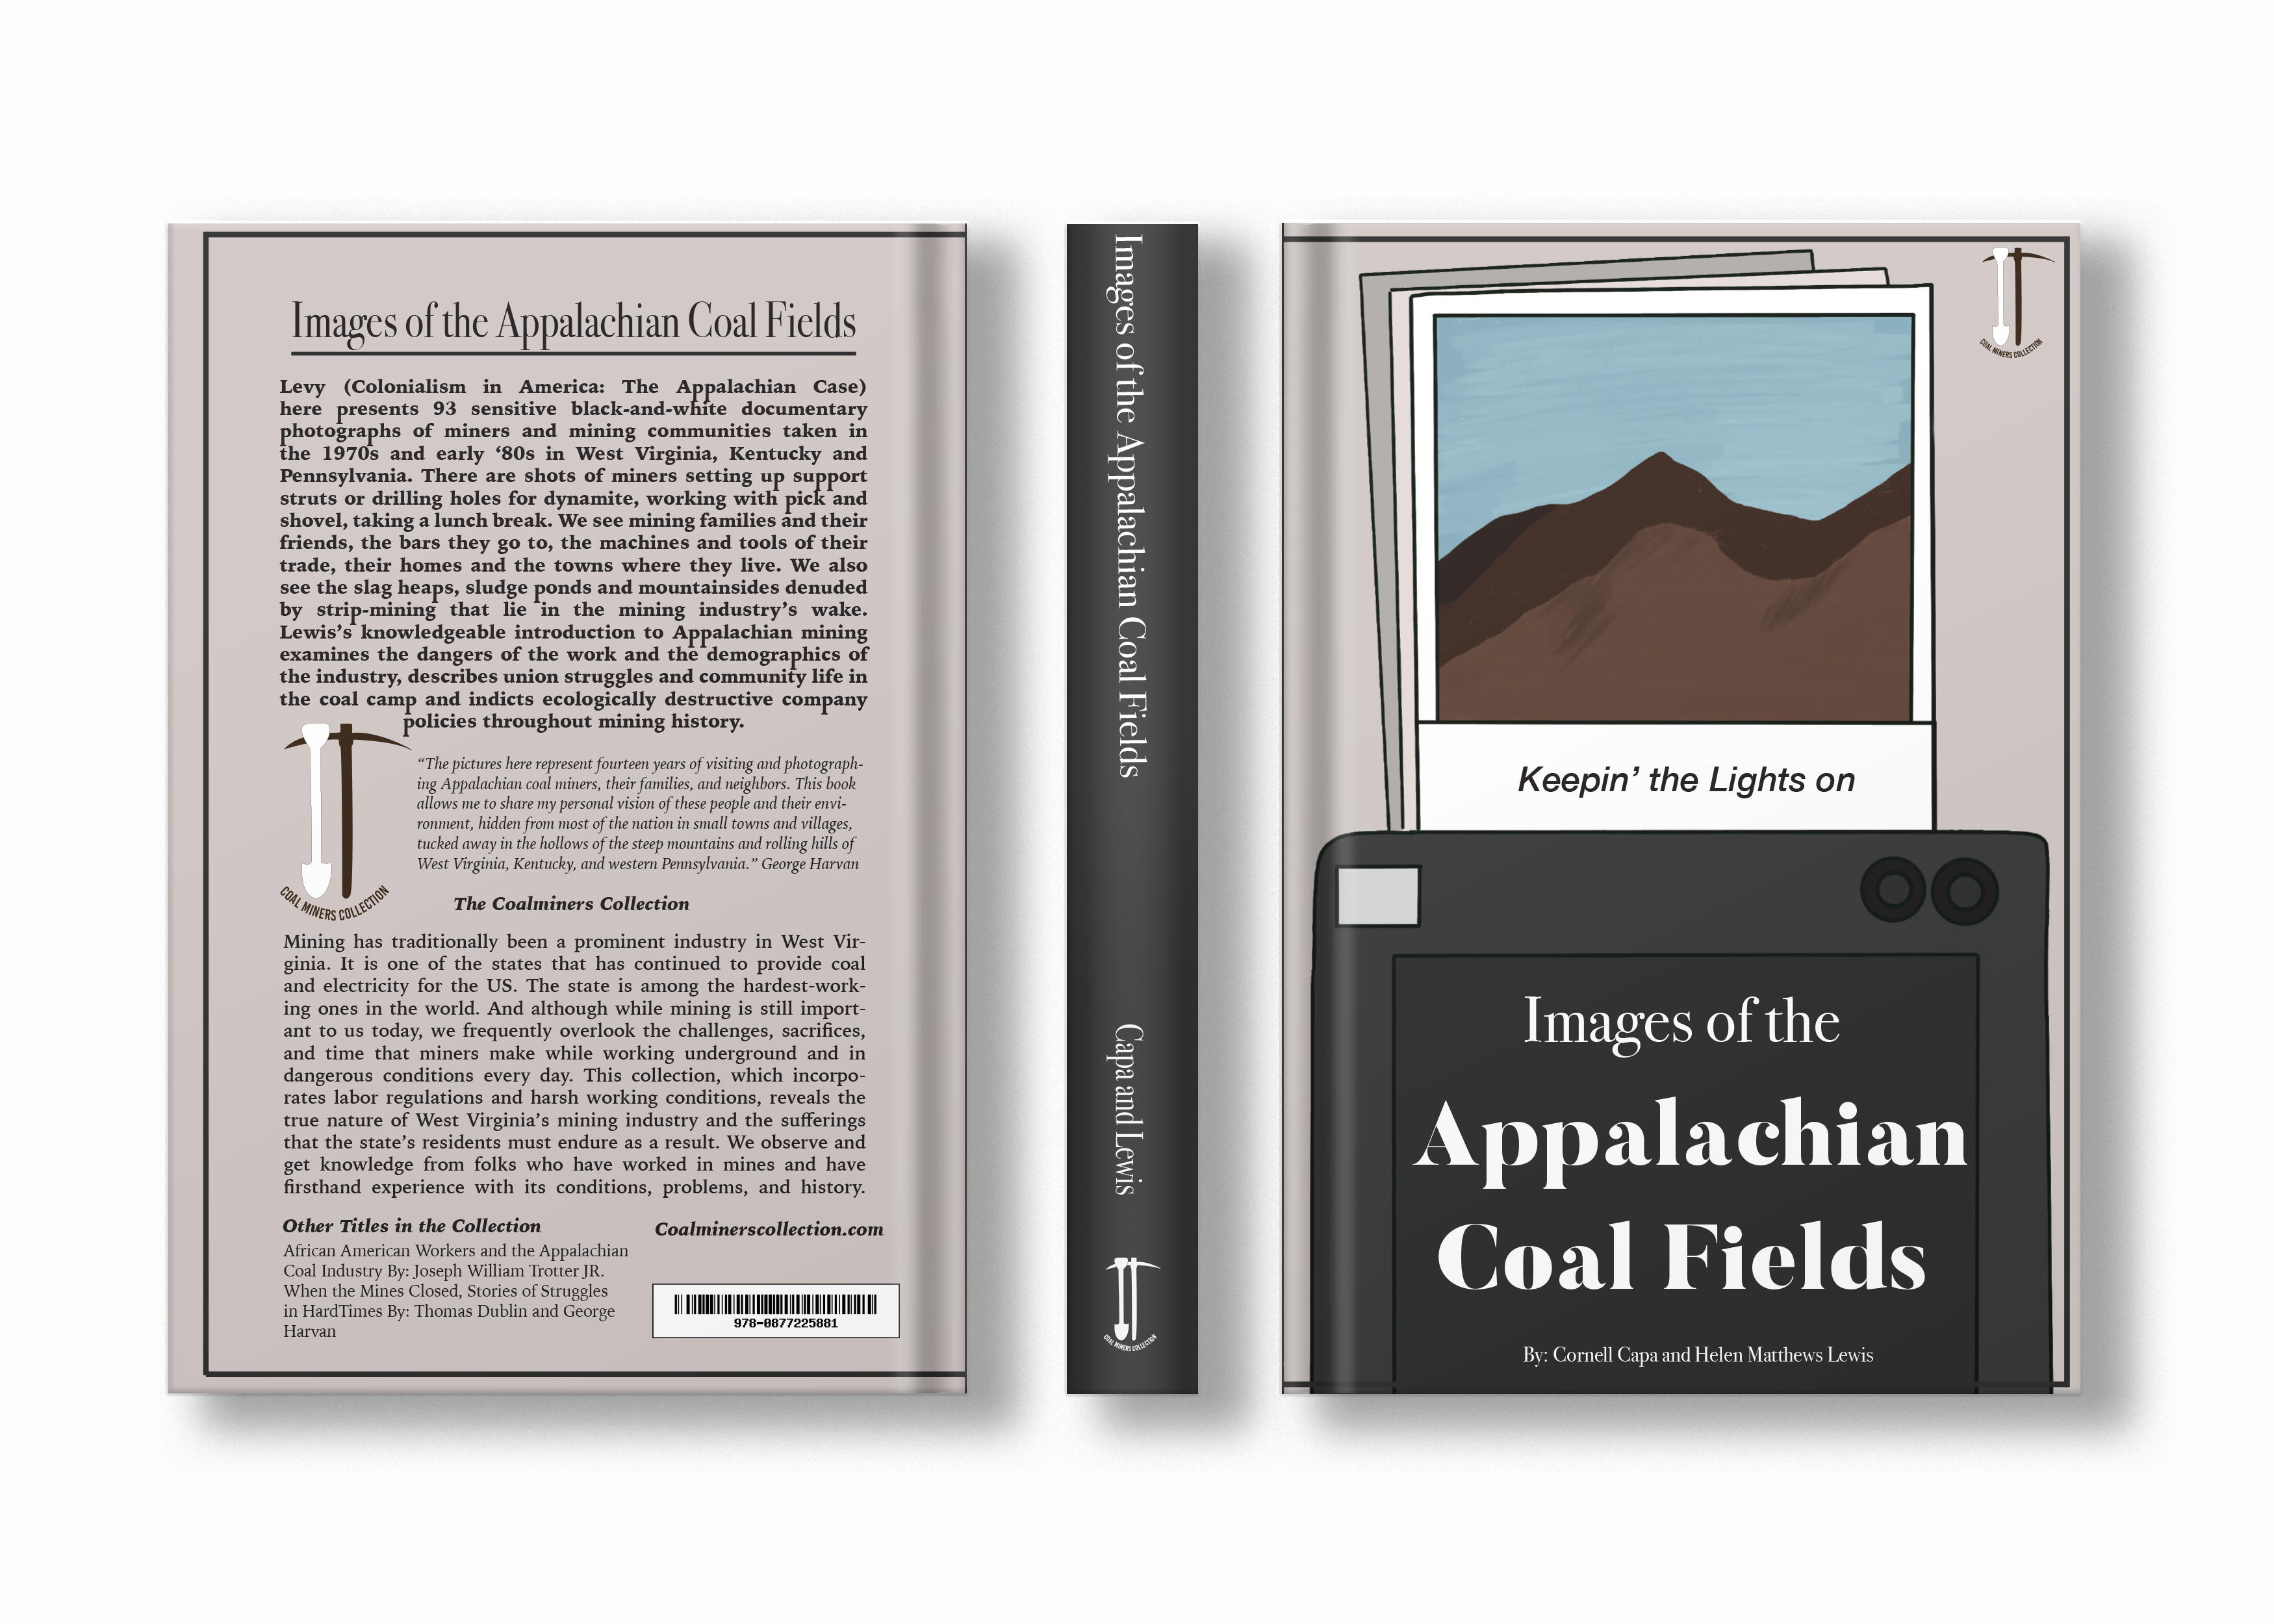 Images of the Appalachian Coal Fields
Levy (Colonialism in America: The Appalachian Case)
here presents 93 sensitive black-and-white documentary
photographs of miners and mining communities taken in
the 1970s and early ‘80s in West Virginia, Kentucky and
Pennsylvania. There are shots of miners setting up support
struts or drilling holes for dynamite, working with pick and
shovel, taking a lunch break. We see mining families and their
friends, the bars they go to, the machines and tools of their
trade, their homes and the towns where they live. We also
see the slag heaps, sludge ponds and mountainsides denuded
by strip-mining that lie in the mining industry’s wake.
Lewis’s knowledgeable introduction to Appalachian mining
examines the dangers of the work and the demographics of
the industry, describes union struggles and community life in
the coal camp and indicts ecologically destructive company
policies throughout mining history.
“The pictures here represent fourteen years of visiting and photograph-
ing Appalachian coal miners, their families, and neighbors. This book
allows me to share my personal vision of these people and their envi-
ronment, hidden from most of the nation in small towns and villages,
tucked away in the hollows of the steep mountains and rolling hills of
West Virginia, Kentucky, and western Pennsylvania.” George Harvan
COAL MINERS COLLECTION
The Coalminers Collection
Mining has traditionally been a prominent industry in West Vir-
ginia. It is one of the states that has continued to provide coal
and electricity for the US. The state is among the hardest-work-
ing ones in the world. And although while mining is still import-
ant to us today, we frequently overlook the challenges, sacrifices,
and time that miners make while working underground and in
dangerous conditions every day. This collection, which incorpo-
rates labor regulations and harsh working conditions, reveals the
true nature of West Virginia’s mining industry and the sufferings
that the state’s residents must endure as a result. We observe and
get knowledge from folks who have worked in mines and have
firsthand experience with its conditions, problems, and history.
Other Titles in the Collection
African American Workers and the Appalachian
Coal Industry By: Joseph William Trotter JR.
When the Mines Closed, Stories of Struggles
in HardTimes By: Thomas Dublin and George
Harvan
Coalminerscollection.com
978-0877225881
Images of the Appalachian Coal Fields
Capa and Lewis
COAL MINERS COLLECTION
COAL MINERS COLLECTION
Keepin’ the Lights on
Images of the
Appalachian
Coal Fields
By: Cornell Capa and Helen Matthews Lewis